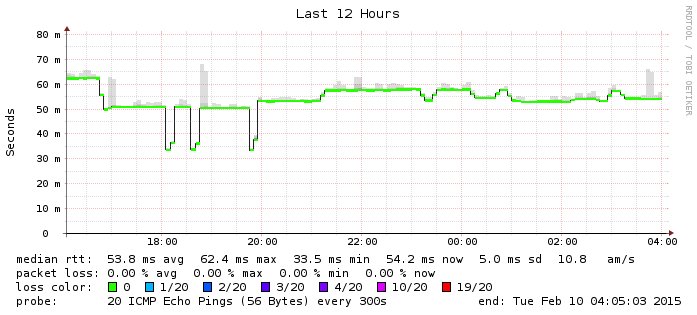 Last 12 Hours
RRDTOOL / TOBI OETIKER
Seconds
80 m
70 m
60 m
50 m
40 m
30 m
20 m
10 m
0
18:00 20:00 22:00 00:00 02:00 04:00
median rtt: 53.8 ms avg 62.4 ms max 33.5 ms min 54.2 ms now 5.0 ms sd 10.8 am/s
packet loss: 0.00 % avg 0.00 % max 0.00 % min 0.00 % now
loss color: 0 1/20 2/20 3/20 4/20 10/20 19/20
probe: 20 ICMP Echo Pings (56 Bytes) every 300s end: Tue Feb 10 04:05:03 2015